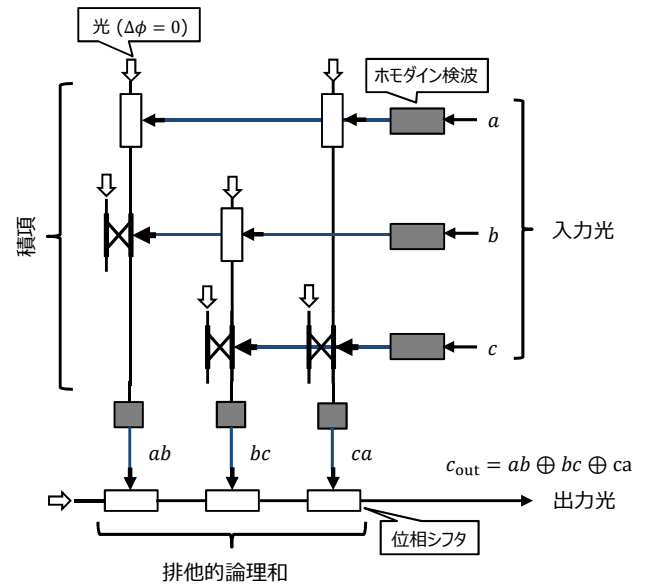 光 (Δϕ = 0)
ホモダイン検波
a
積項
b
入力光
c
ab
bc
ca
c_out = ab ⊕ bc ⊕ ca
出力光
位相シフタ
排他的論理和